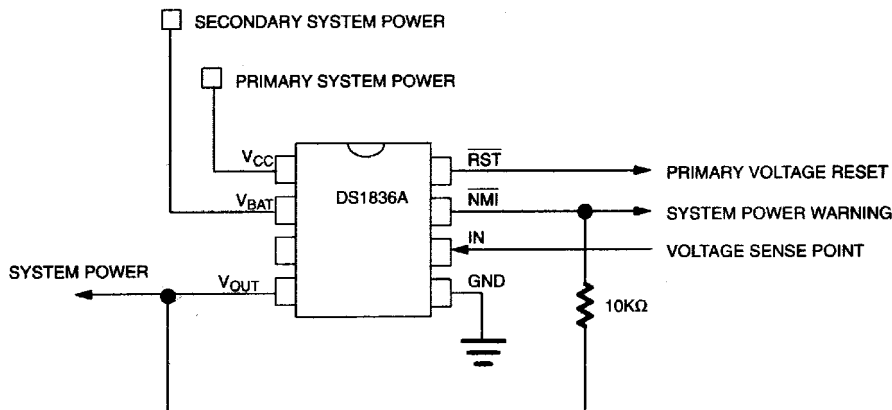 SECONDARY SYSTEM POWER
PRIMARY SYSTEM POWER
VCC
RST
PRIMARY VOLTAGE RESET
DS1836A
VBAT
NMI
SYSTEM POWER WARNING
IN
VOLTAGE SENSE POINT
SYSTEM POWER
VOUT
GND
10KΩ